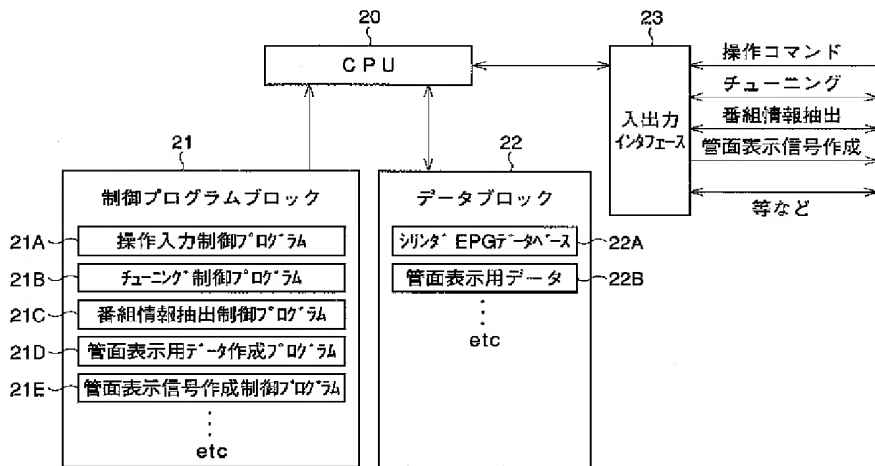 20
CPU
23
入出力
インタフェース
操作コマンド
チューニング
番組情報抽出
管面表示信号作成
等など
21
制御プログラムブロック
21A 操作入力制御プログラム
21B チューニング制御プログラム
21C 番組情報抽出制御プログラム
21D 管面表示用データ作成プログラム
21E 管面表示信号作成制御プログラム
etc
22
データブロック
シリンダEPGデータベース 22A
管面表示用データ 22B
etc